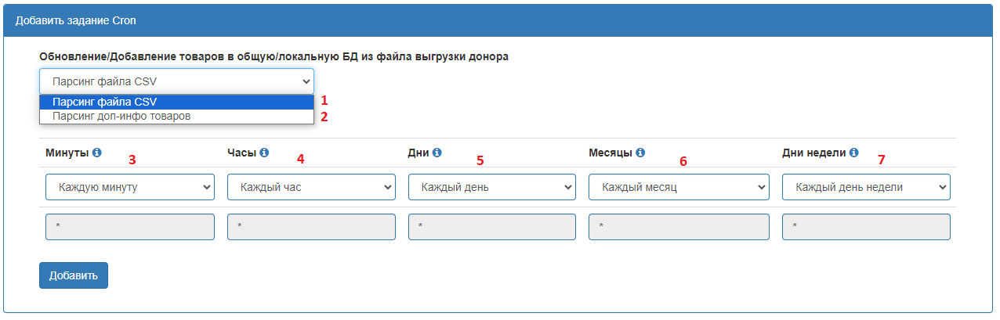 Добавить задание Cron
Обновление/Добавление товаров в общую/локальную БД из файла выгрузки донора
Парсинг файла CSV
Парсинг файла CSV 1
Парсинг доп-инфо товаров 2
Минуты 3 Часы 4 Дни 5 Месяцы 6 Дни недели 7
Каждую минуту Каждый час Каждый день Каждый месяц Каждый день недели
* * * * *
Добавить